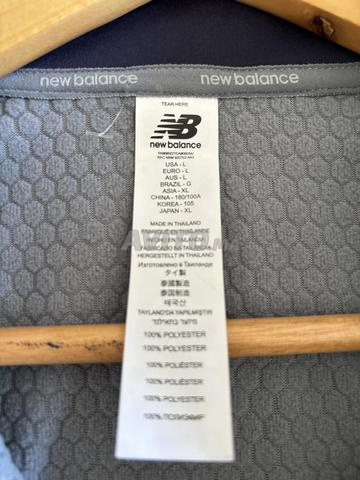 new balance
new balance
TEAR HERE
NB
new balance
USA - L
EURO - L
AUS - L
BRAZIL - G
ASIA - XL
CHINA - 180/100A
KOREA - 105
JAPAN - XL
MADE IN THAILAND
FABRIQUÉ EN THAÏLANDE
HECHO EN TAILANDIA
FABRICADO NA TAILÂNDIA
HERGESTELLT IN THAILAND
Изготовлено в Таиланде
タイ製
泰國製造
泰国制造
태국산
TAYLAND'DA YAPILMIŞTIR
מיוצר בתאילנד
100% POLYESTER
100% POLYESTER
100% POLIÉSTER
100% POLIÉSTER
100% POLYESTER
100% ПОЛИЭФИР